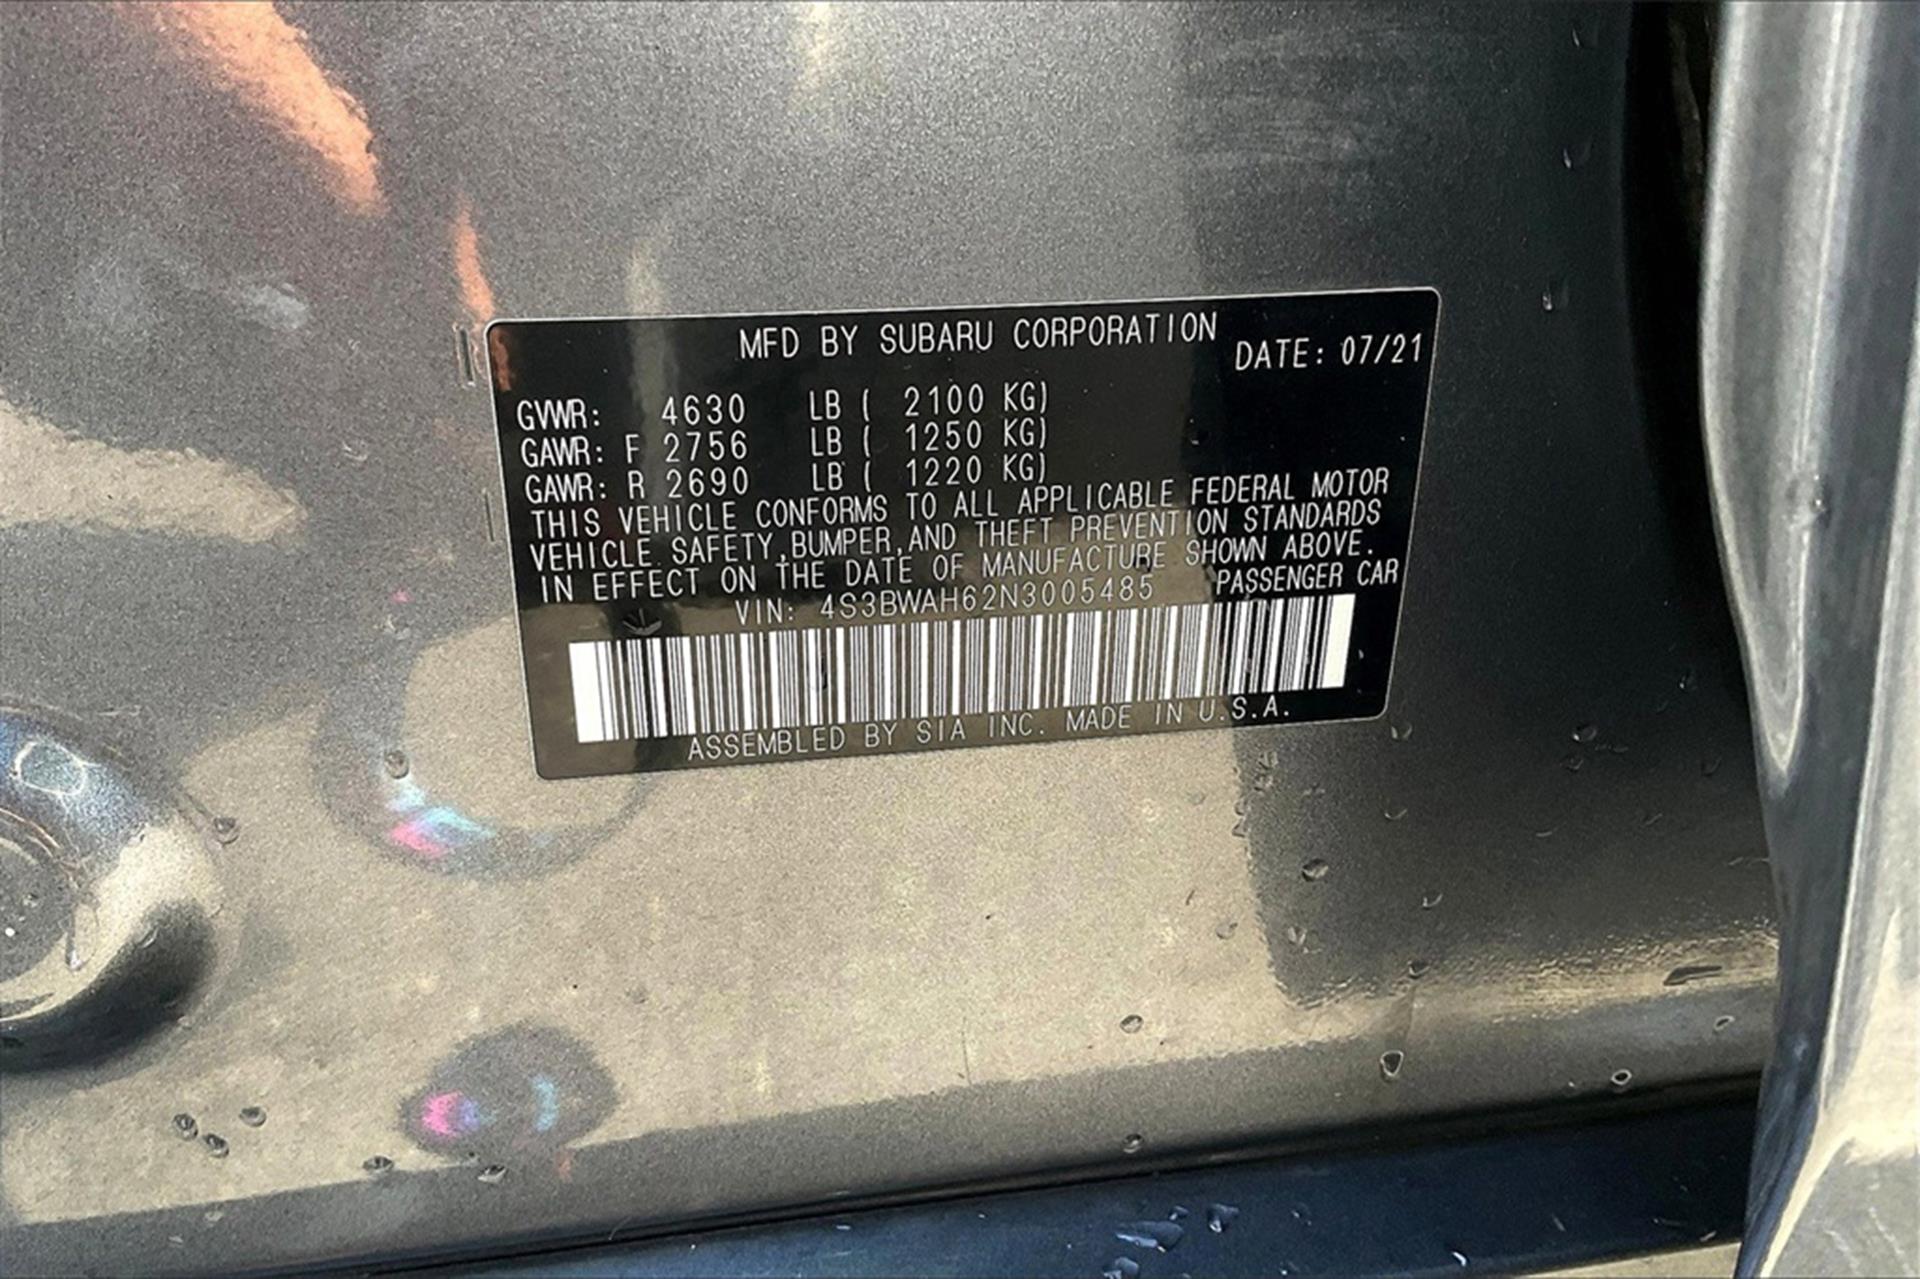 MFD BY SUBARU CORPORATION DATE: 07/21
GVWR: 4630 LB ( 2100 KG)
GAWR: F 2756 LB ( 1250 KG)
GAWR: R 2690 LB ( 1220 KG)
THIS VEHICLE CONFORMS TO ALL APPLICABLE FEDERAL MOTOR
VEHICLE SAFETY,BUMPER,AND THEFT PREVENTION STANDARDS
IN EFFECT ON THE DATE OF MANUFACTURE SHOWN ABOVE.
VIN: 4S3BWAH62N3005485 PASSENGER CAR
ASSEMBLED BY SIA INC. MADE IN U.S.A.